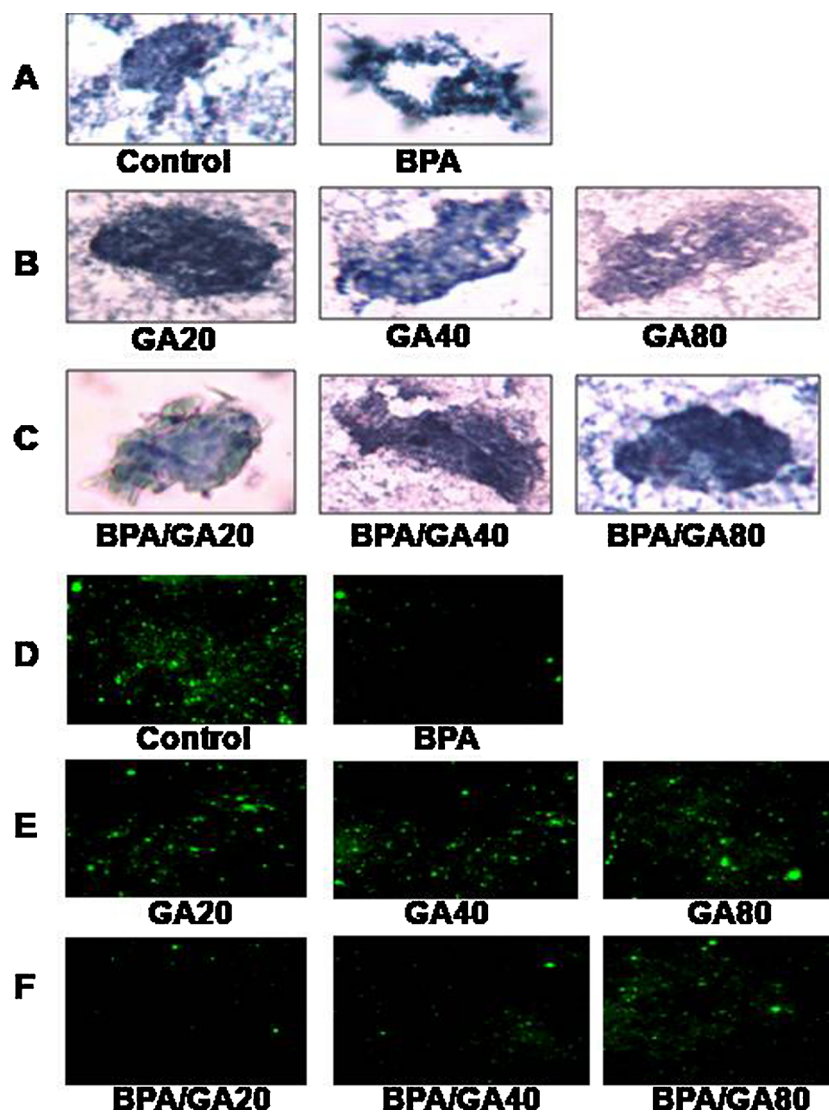 A
Control BPA
B
GA20 GA40 GA80
C
BPA/GA20 BPA/GA40 BPA/GA80
D
Control BPA
E
GA20 GA40 GA80
F
BPA/GA20 BPA/GA40 BPA/GA80